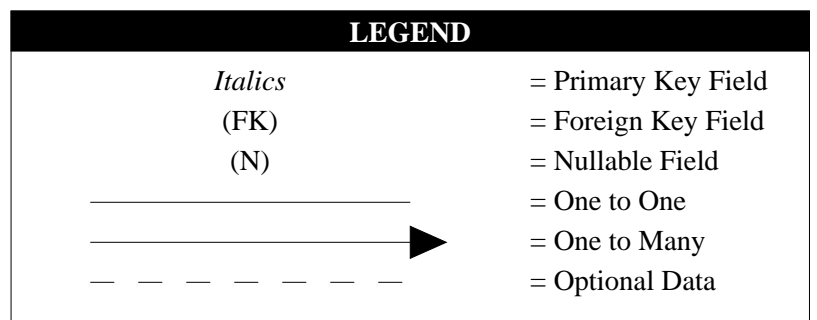 LEGEND
Italics = Primary Key Field
(FK) = Foreign Key Field
(N) = Nullable Field
= One to One
= One to Many
= Optional Data